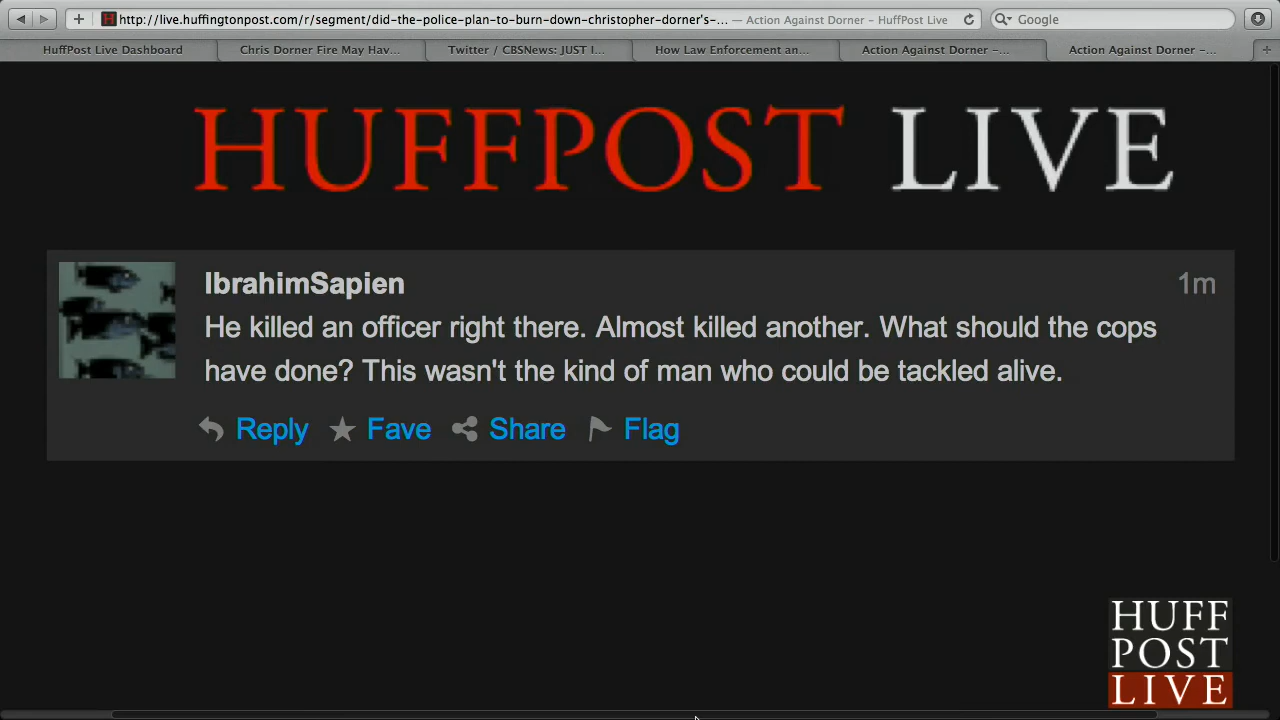 http://live.huffingtonpost.com/r/segment/did-the-police-plan-to-burn-down-christopher-dorner's-... — Action Against Dorner - HuffPost Live
Google
HuffPost Live Dashboard
Chris Dorner Fire May Hav...
Twitter / CBSNews: JUST I...
How Law Enforcement an...
Action Against Dorner -...
Action Against Dorner -...
HUFFPOST LIVE
IbrahimSapien
1m
He killed an officer right there. Almost killed another. What should the cops
have done? This wasn't the kind of man who could be tackled alive.
Reply
Fave
Share
Flag
HUFF
POST
LIVE